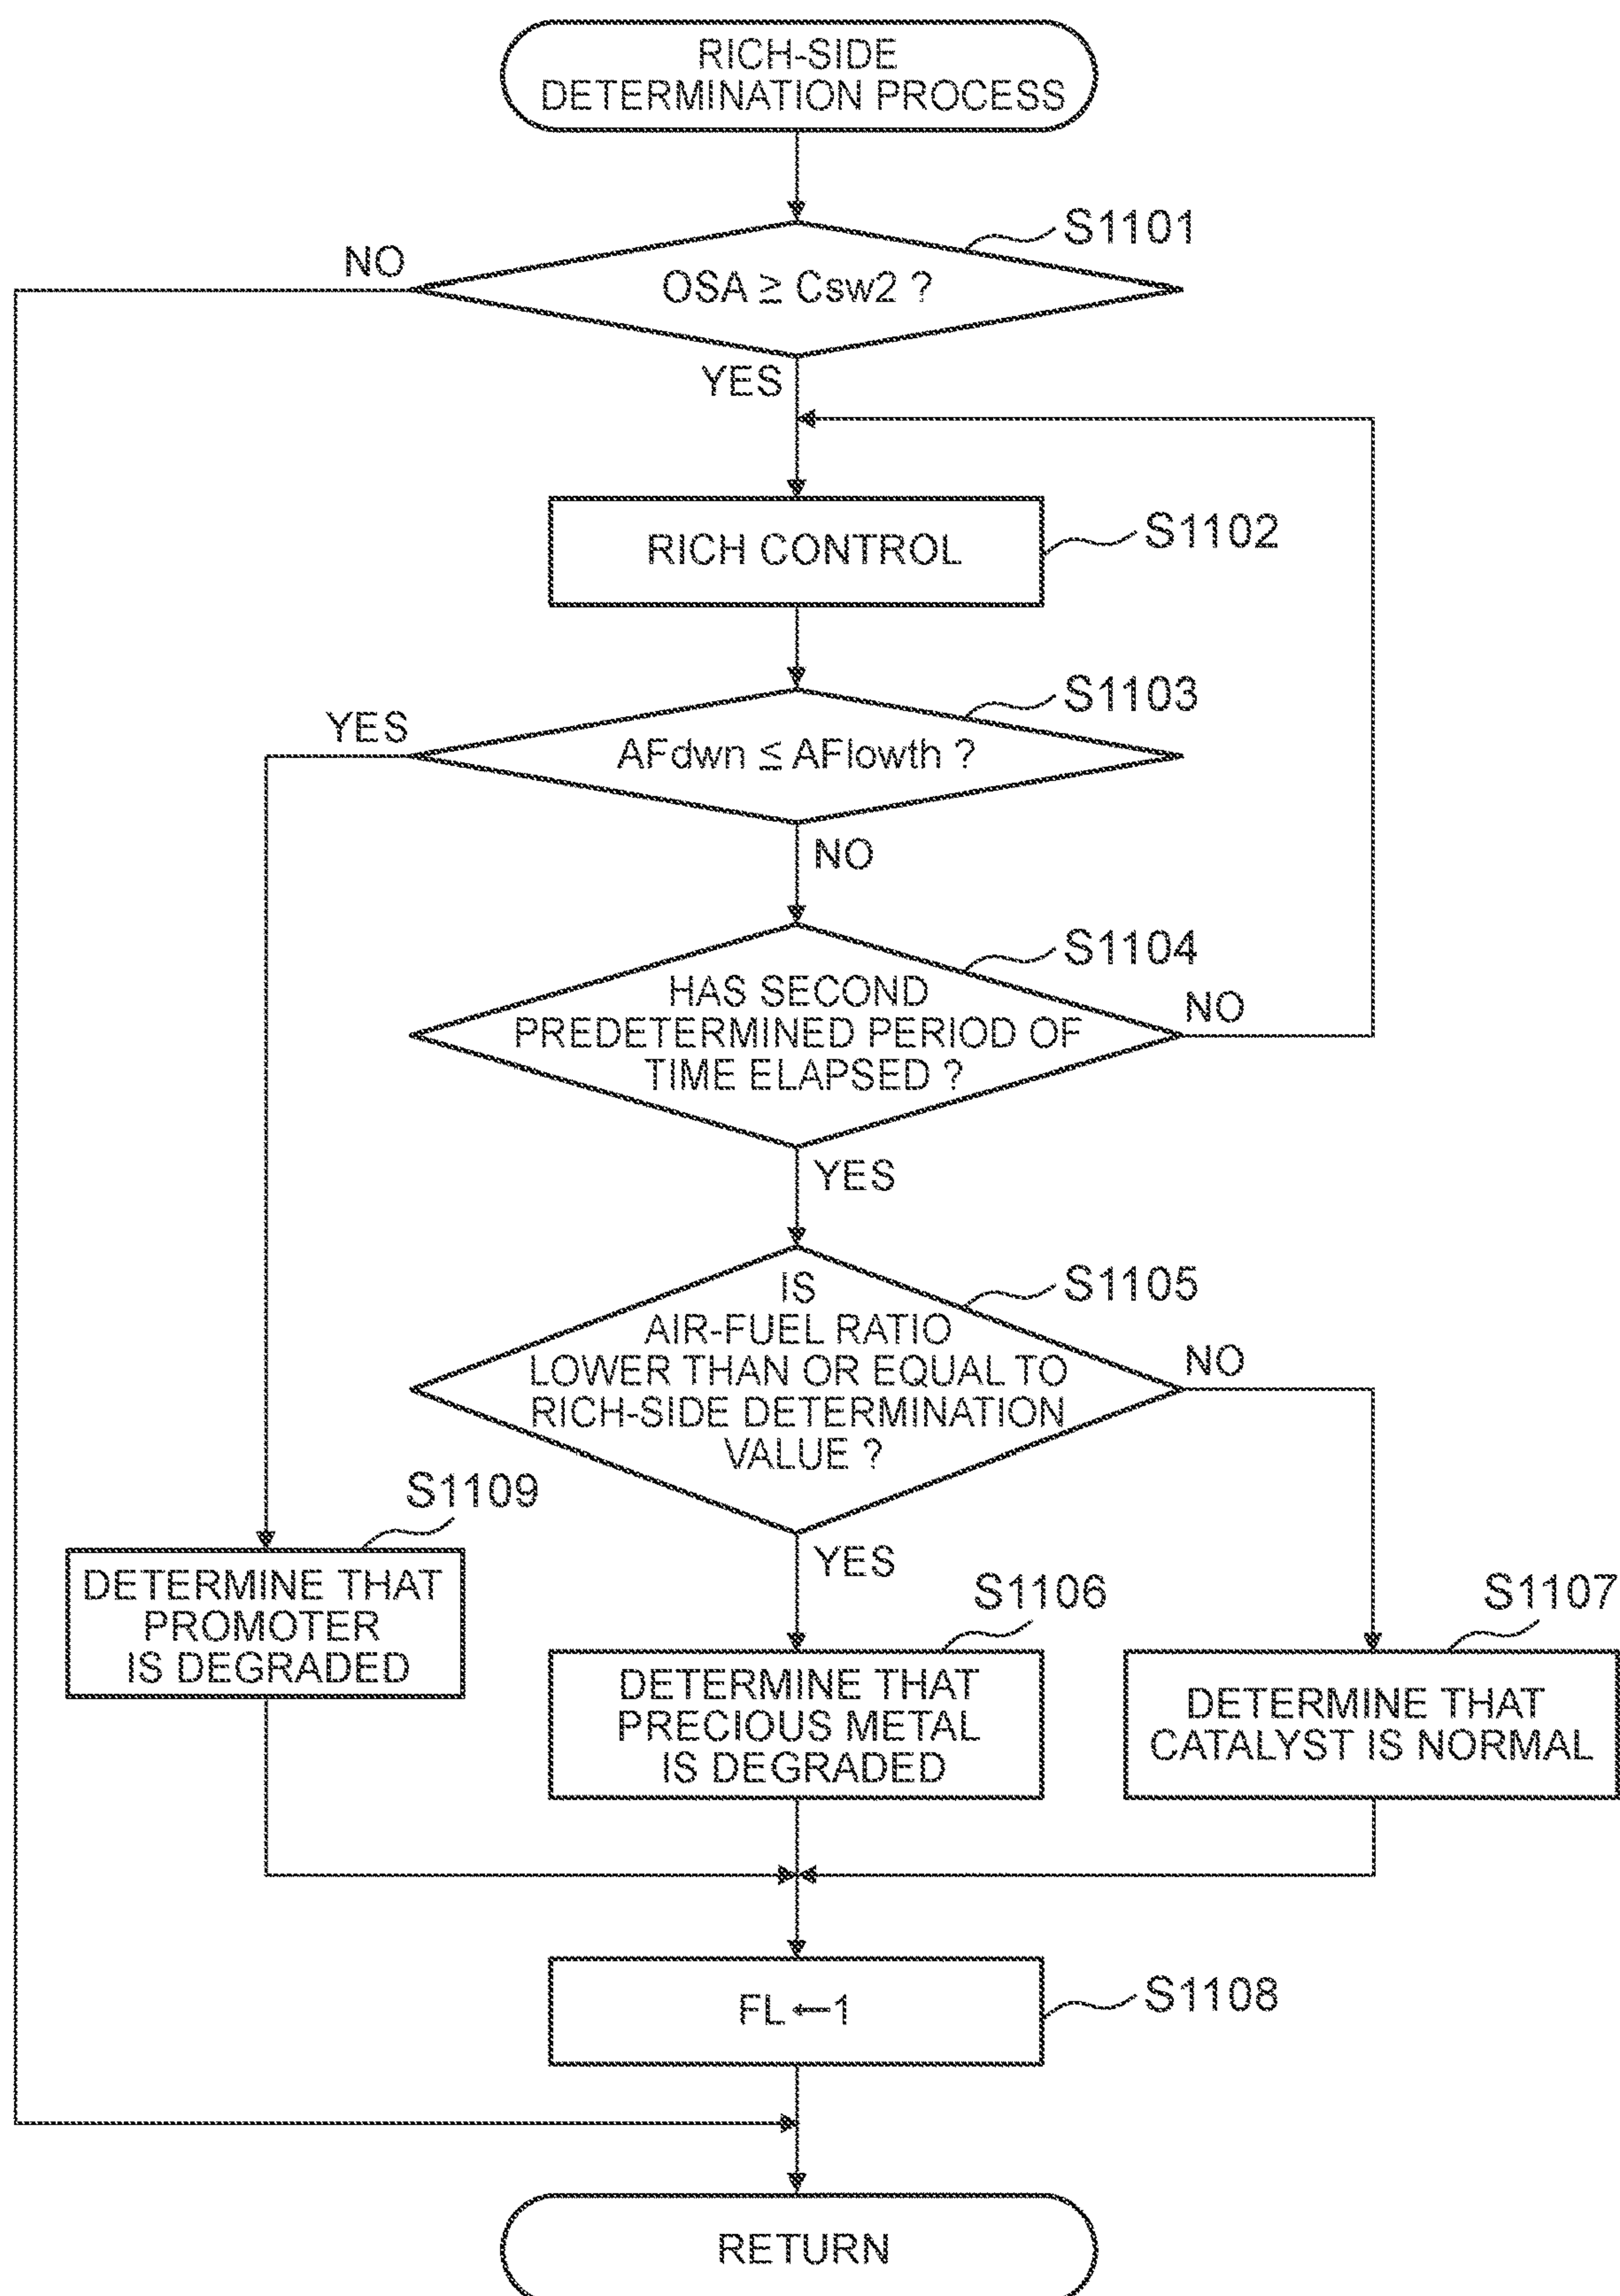 RICH-SIDE
DETERMINATION PROCESS
S1101
NO
OSA ≧ Csw2 ?
YES
RICH CONTROL
S1102
S1103
YES
AFdwn ≦ AFlowth ?
NO
S1104
HAS SECOND
PREDETERMINED PERIOD OF
TIME ELAPSED ?
NO
YES
S1105
IS
AIR-FUEL RATIO
LOWER THAN OR EQUAL TO
RICH-SIDE DETERMINATION
VALUE ?
NO
YES
S1109
DETERMINE THAT
PROMOTER
IS DEGRADED
S1106
DETERMINE THAT
PRECIOUS METAL
IS DEGRADED
S1107
DETERMINE THAT
CATALYST IS NORMAL
FL←1
S1108
RETURN